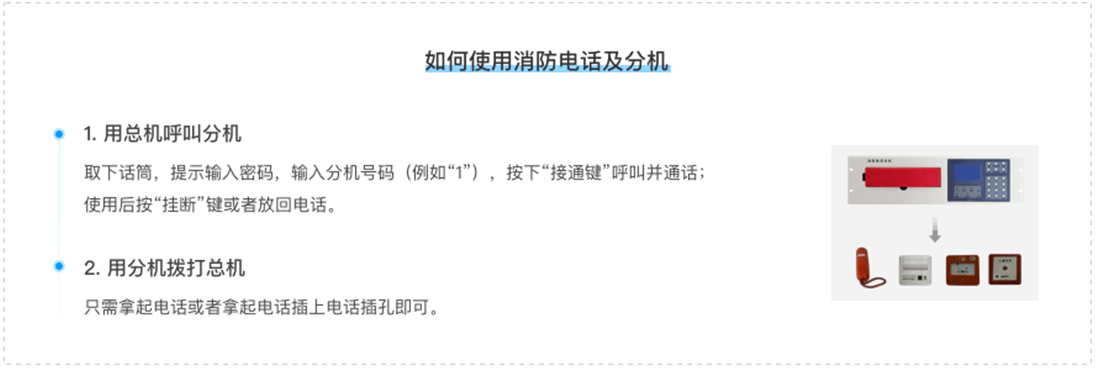 如何使用消防电话及分机
1. 用总机呼叫分机
取下话筒，提示输入密码，输入分机号码（例如“1”），按下“接通键”呼叫并通话；
使用后按“挂断”键或者放回电话。
2. 用分机拨打总机
只需拿起电话或者拿起电话插上电话插孔即可。